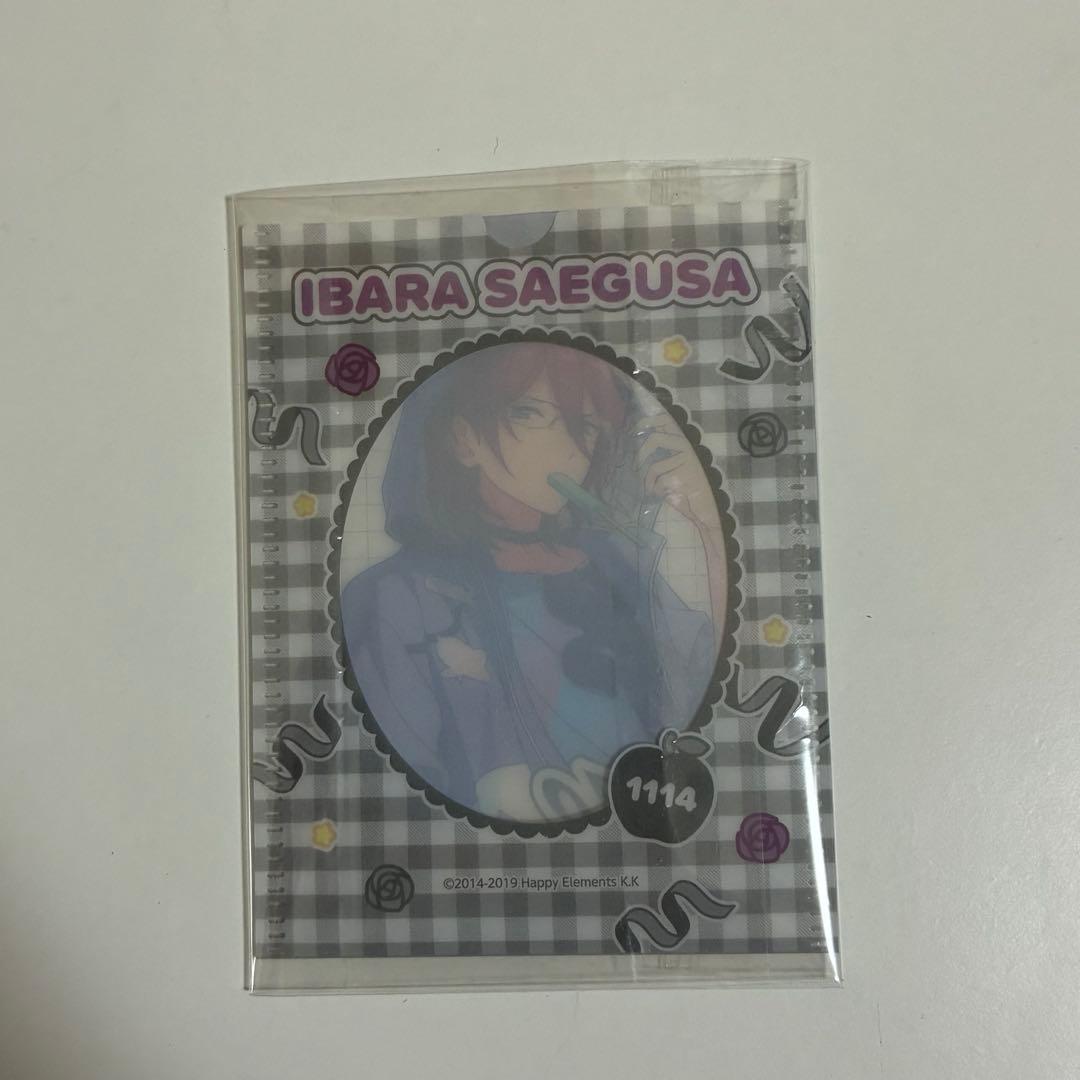 IBARA SAEGUSA
1114
©2014-2019 Happy Elements K.K